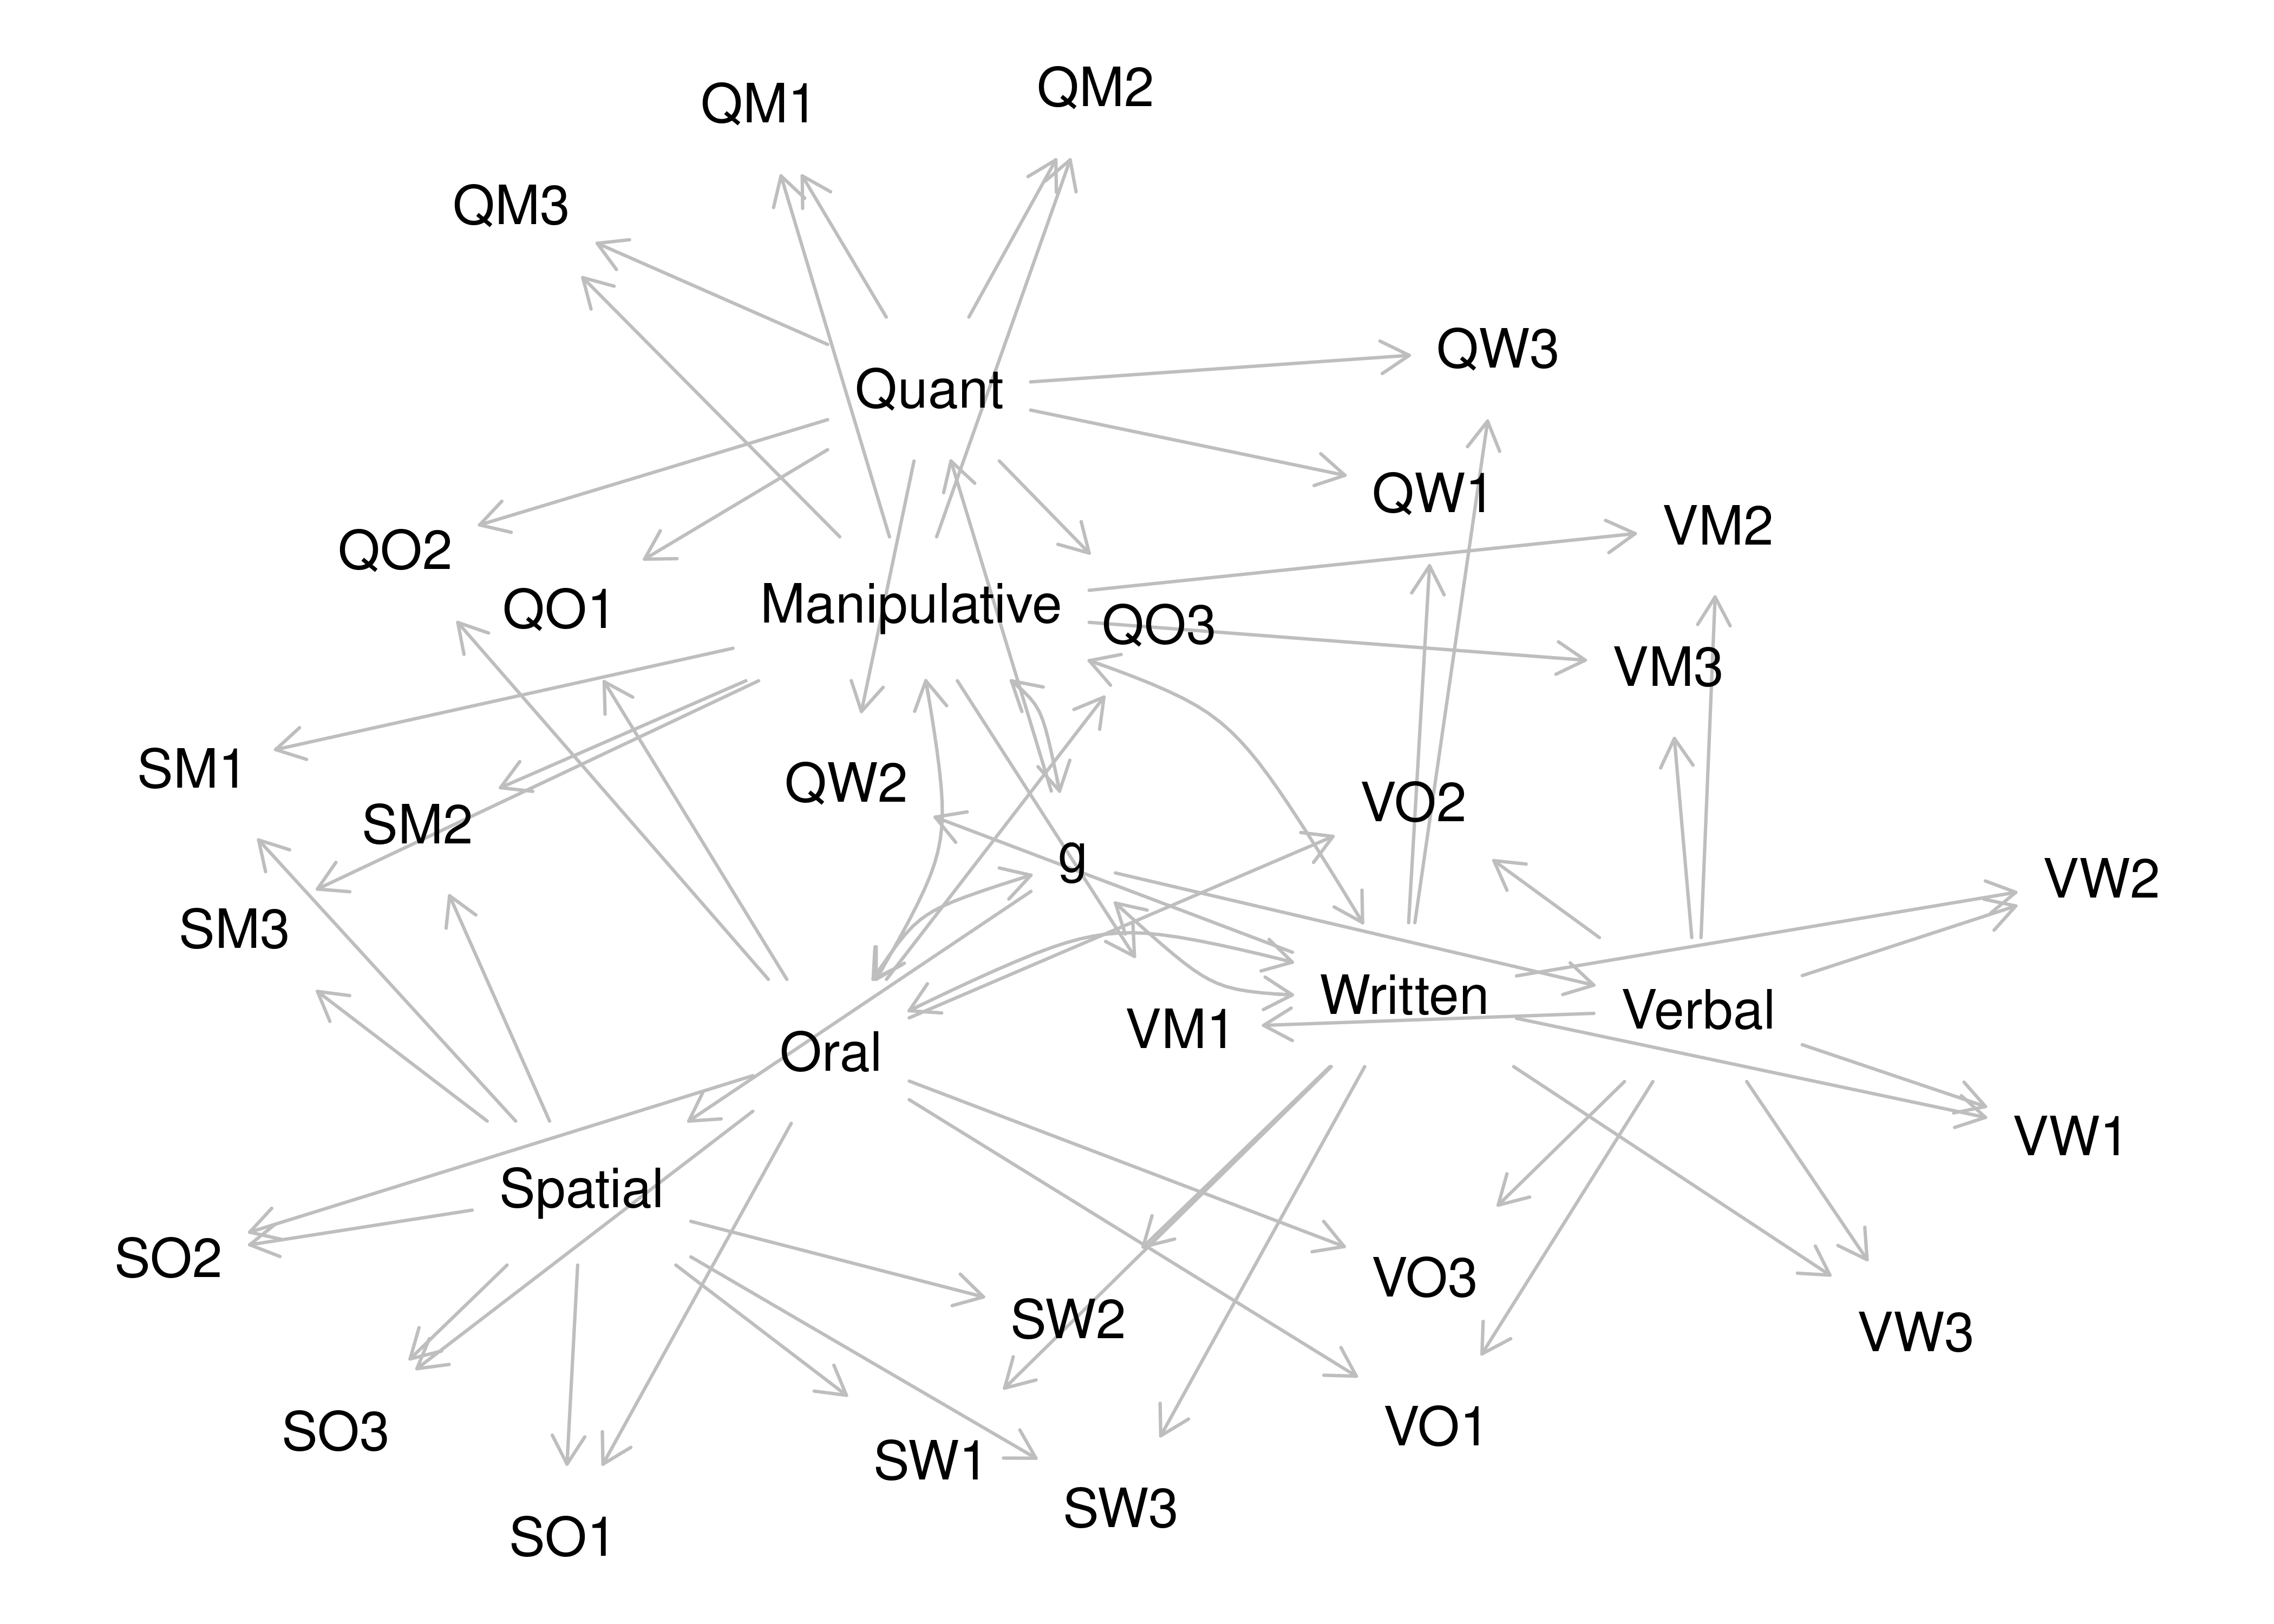 QM2
QM1
QM3
QW3
Quant
QW1
VM2
QO2
Manipulative
QO1
QO3
VM3
SM1
QW2
VO2
SM2
g
VW2
SM3
Written
Verbal
VM1
Oral
VW1
Spatial
SO2
VO3
SW2
VW3
VO1
SO3
SW1
SW3
SO1